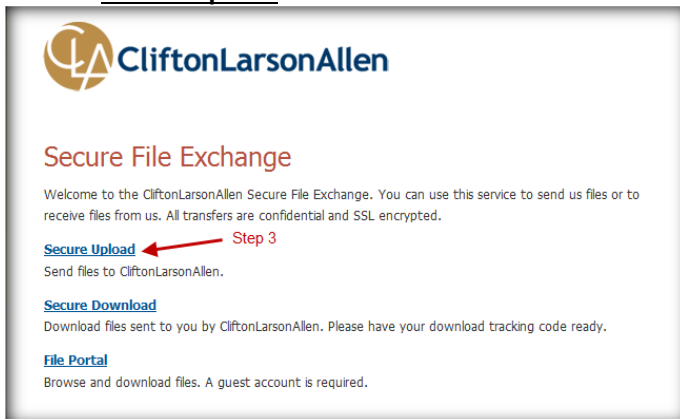 CLA CliftonLarsonAllen
Secure File Exchange
Welcome to the CliftonLarsonAllen Secure File Exchange. You can use this service to send us files or to
receive files from us. All transfers are confidential and SSL encrypted.
Secure Upload Step 3
Send files to CliftonLarsonAllen.
Secure Download
Download files sent to you by CliftonLarsonAllen. Please have your download tracking code ready.
File Portal
Browse and download files. A guest account is required.